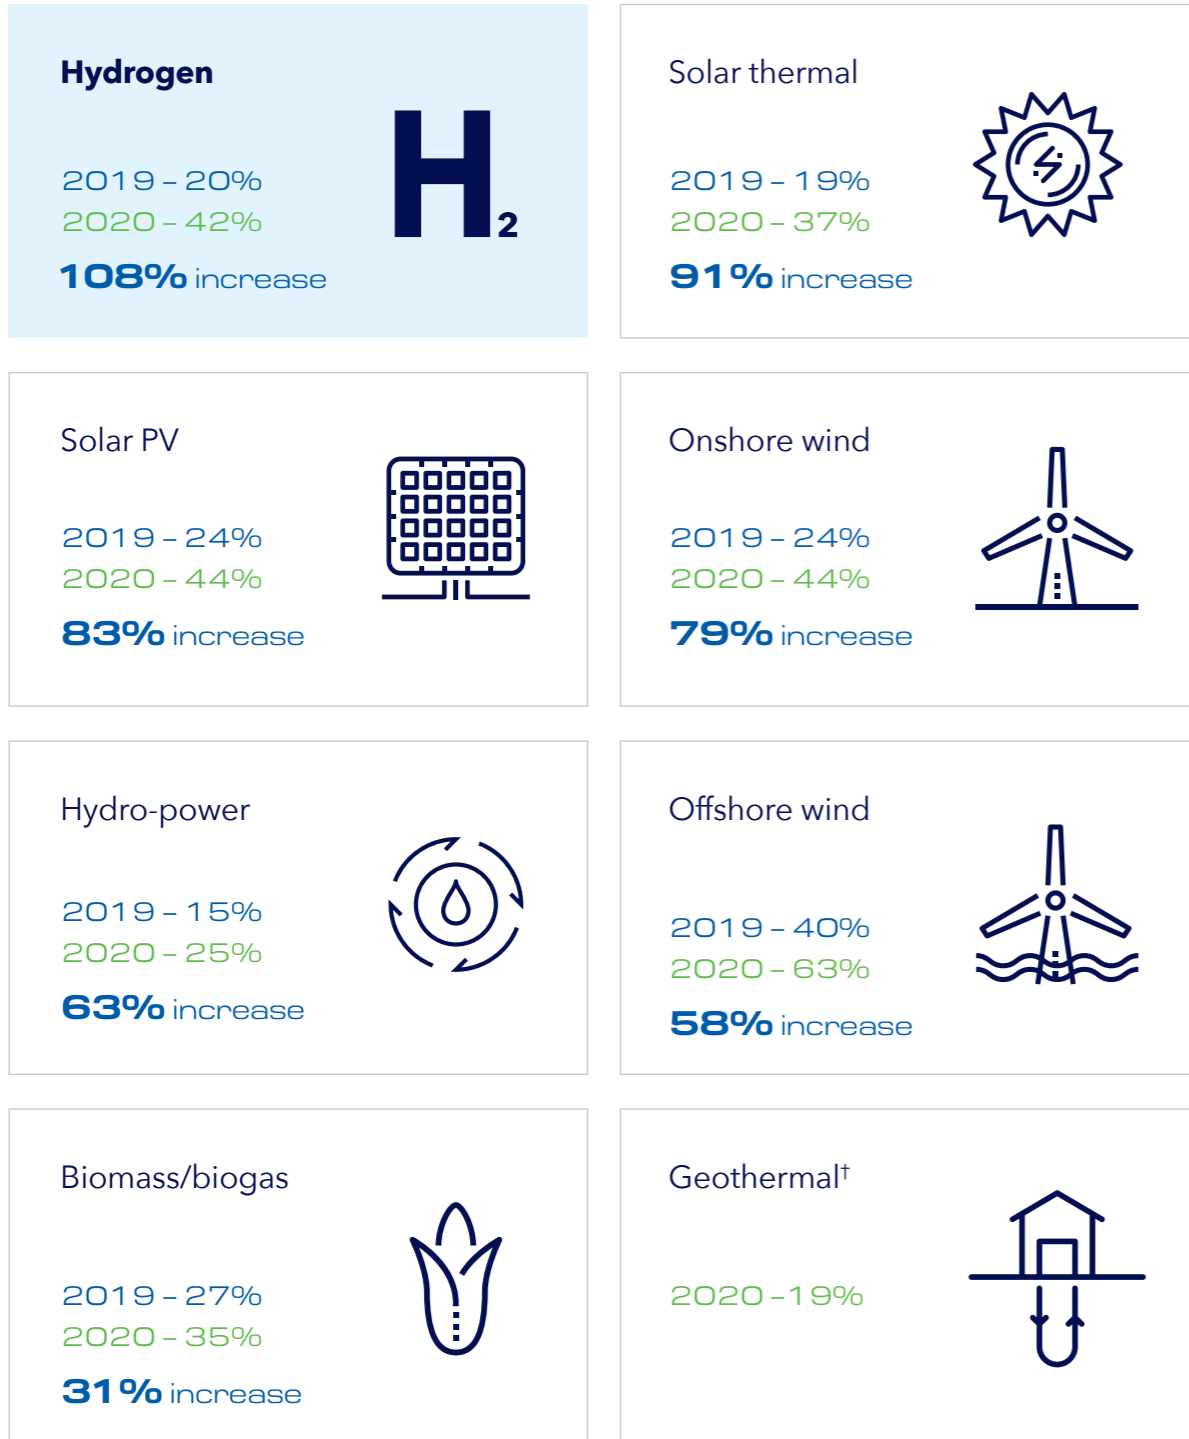 Hydrogen
2019 – 20%
2020 – 42%
108% increase
H2
Solar thermal
2019 – 19%
2020 – 37%
91% increase
Solar PV
2019 – 24%
2020 – 44%
83% increase
Onshore wind
2019 – 24%
2020 – 44%
79% increase
Hydro-power
2019 – 15%
2020 – 25%
63% increase
Offshore wind
2019 – 40%
2020 – 63%
58% increase
Biomass/biogas
2019 – 27%
2020 – 35%
31% increase
Geothermal†
2020 –19%